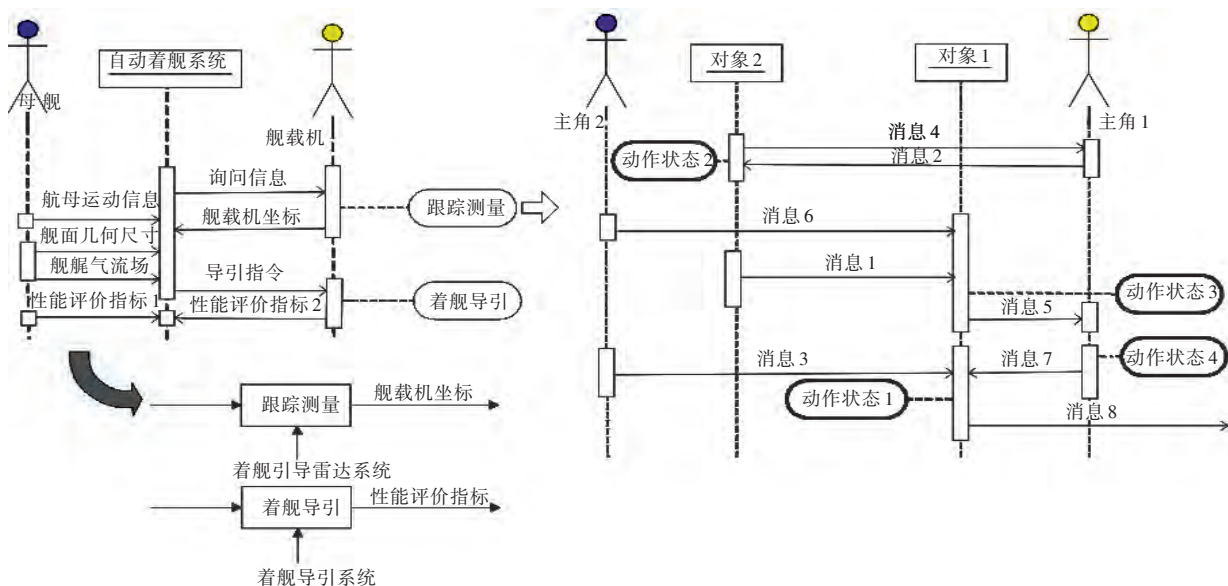 自动着舰系统
母舰
舰载机
询问信息
航母运动信息
跟踪测量
舰载机坐标
舰面几何尺寸
舰艉气流场
导引指令
性能评价指标1
性能评价指标2
着舰导引
跟踪测量
舰载机坐标
着舰引导雷达系统
着舰导引
性能评价指标
着舰导引系统
对象2
对象1
主角2
主角1
消息4
动作状态2
消息2
消息6
消息1
动作状态3
消息5
消息3
消息7
动作状态4
动作状态1
消息8